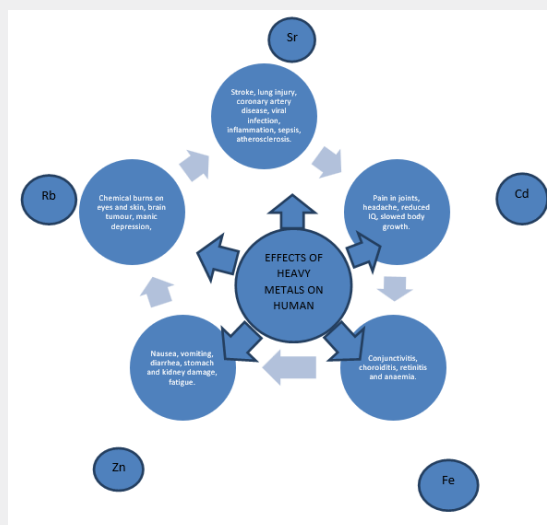 Sr
Stroke, lung injury,
coronary artery
disease, viral
infection,
inflammation, sepsis,
atherosclerosis.
Rb
Chemical burns on
eyes and skin, brain
tumour, manic
depression,
Pain in joints,
headache, reduced
IQ, slowed body
growth.
Cd
EFFECTS OF
HEAVY
METALS ON
HUMAN
Nausea, vomiting,
diarrhea, stomach
and kidney damage,
fatigue.
Conjunctivitis,
choroiditis, retinitis
and anaemia.
Zn
Fe